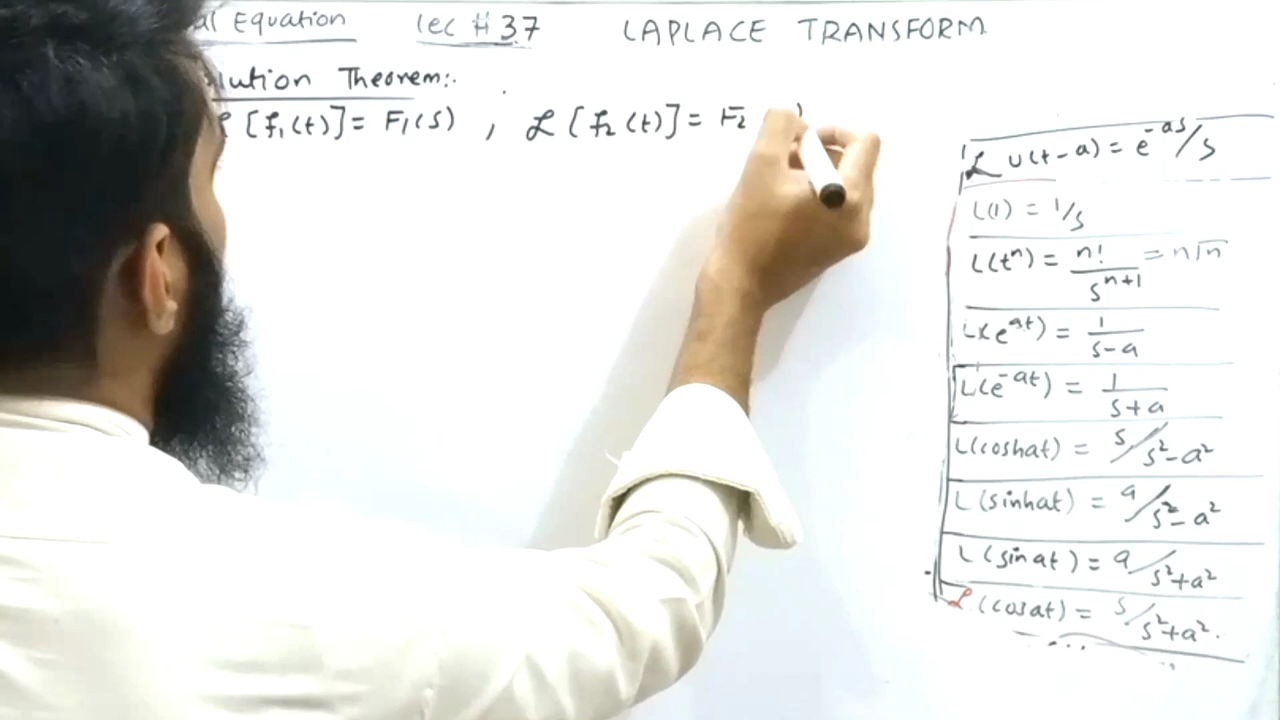 al Equation lec # 37 LAPLACE TRANSFORM
lution Theorem:.
[f₁(t)] = F₁(s) , ℒ [f₂(t)] = F₂
ℒ u(t-a) = e^-as/s
L(1) = 1/s
L(tⁿ) = n!/s^n+1 = n√n
L(e^at) = 1/s-a
L(e^-at) = 1/s+a
L(coshat) = s/s²-a²
L(sinhat) = a/s²-a²
L(sinat) = a/s²+a²
ℒ(cosat) = s/s²+a².